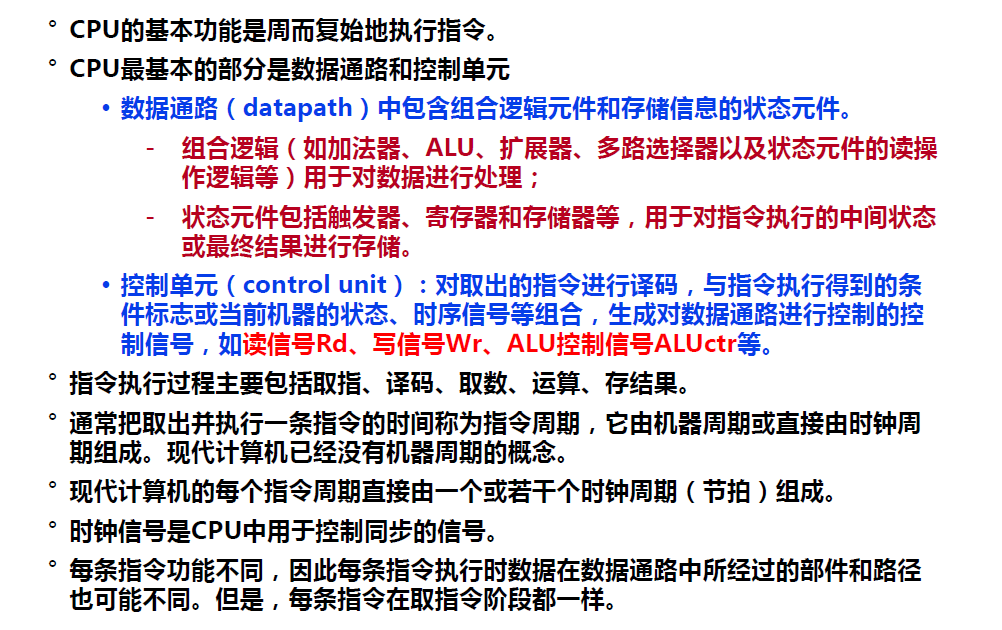 ° CPU的基本功能是周而复始地执行指令。
° CPU最基本的部分是数据通路和控制单元
• 数据通路（datapath）中包含组合逻辑元件和存储信息的状态元件。
- 组合逻辑（如加法器、ALU、扩展器、多路选择器以及状态元件的读操
作逻辑等）用于对数据进行处理；
- 状态元件包括触发器、寄存器和存储器等，用于对指令执行的中间状态
或最终结果进行存储。
• 控制单元（control unit）：对取出的指令进行译码，与指令执行得到的条
件标志或当前机器的状态、时序信号等组合，生成对数据通路进行控制的控
制信号，如读信号Rd、写信号Wr、ALU控制信号ALUctr等。
° 指令执行过程主要包括取指、译码、取数、运算、存结果。
° 通常把取出并执行一条指令的时间称为指令周期，它由机器周期或直接由时钟周
期组成。现代计算机已经没有机器周期的概念。
° 现代计算机的每个指令周期直接由一个或若干个时钟周期（节拍）组成。
° 时钟信号是CPU中用于控制同步的信号。
° 每条指令功能不同，因此每条指令执行时数据在数据通路中所经过的部件和路径
也可能不同。但是，每条指令在取指令阶段都一样。